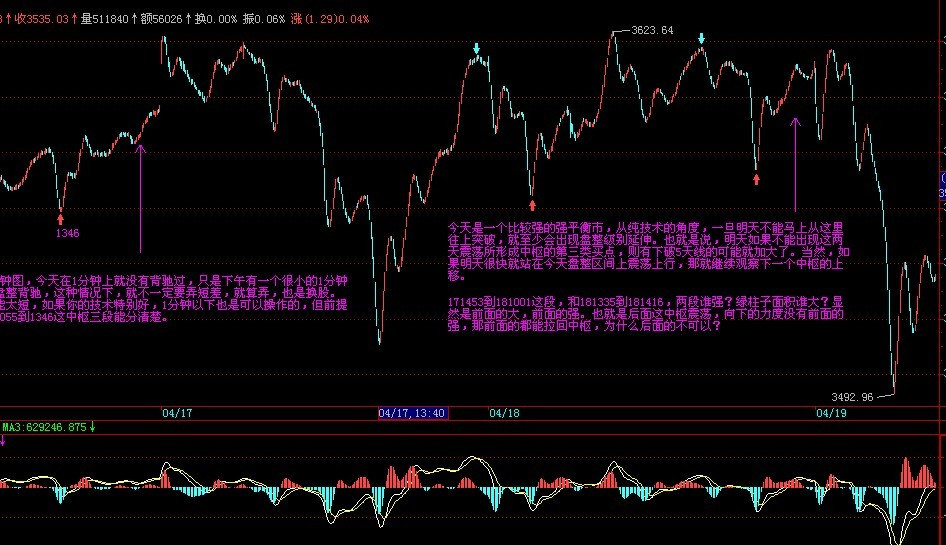 3↑收3535.03↑量511840↑额56026↑换0.00% 振0.06% 涨(1.29)0.04%
3623.64
1346
今天是一个比较强的强平衡市，从纯技术的角度，一旦明天不能马上从这里
往上突破，就至少会出现盘整级别延伸。也就是说，明天如果不能出现这两
天震荡所形成中枢的第三类买点，则有下破5天线的可能就加大了。当然，如
果明天很快就站在今天盘整区间上震荡上行，那就继续观察下一个中枢的上
移。
171453到181001这段，和181335到181416，两段谁强？绿柱子面积谁大？显
然是前面的大，前面的强。也就是后面这中枢震荡，向下的力度没有前面的
强，那前面的都能拉回中枢，为什么后面的不可以？
钟图，今天在1分钟上就没有背驰过，只是下午有一个很小的1分钟
盘整背驰，这种情况下，就不一定要弄短差，就算弄，也是换股。
能太短，如果你的技术特别好，1分钟以下也是可以操作的，但前提
055到1346这中枢三段能分清楚。
3492.96
04/17
04/17,13:40
04/18
04/19
MA3:629246.875↓